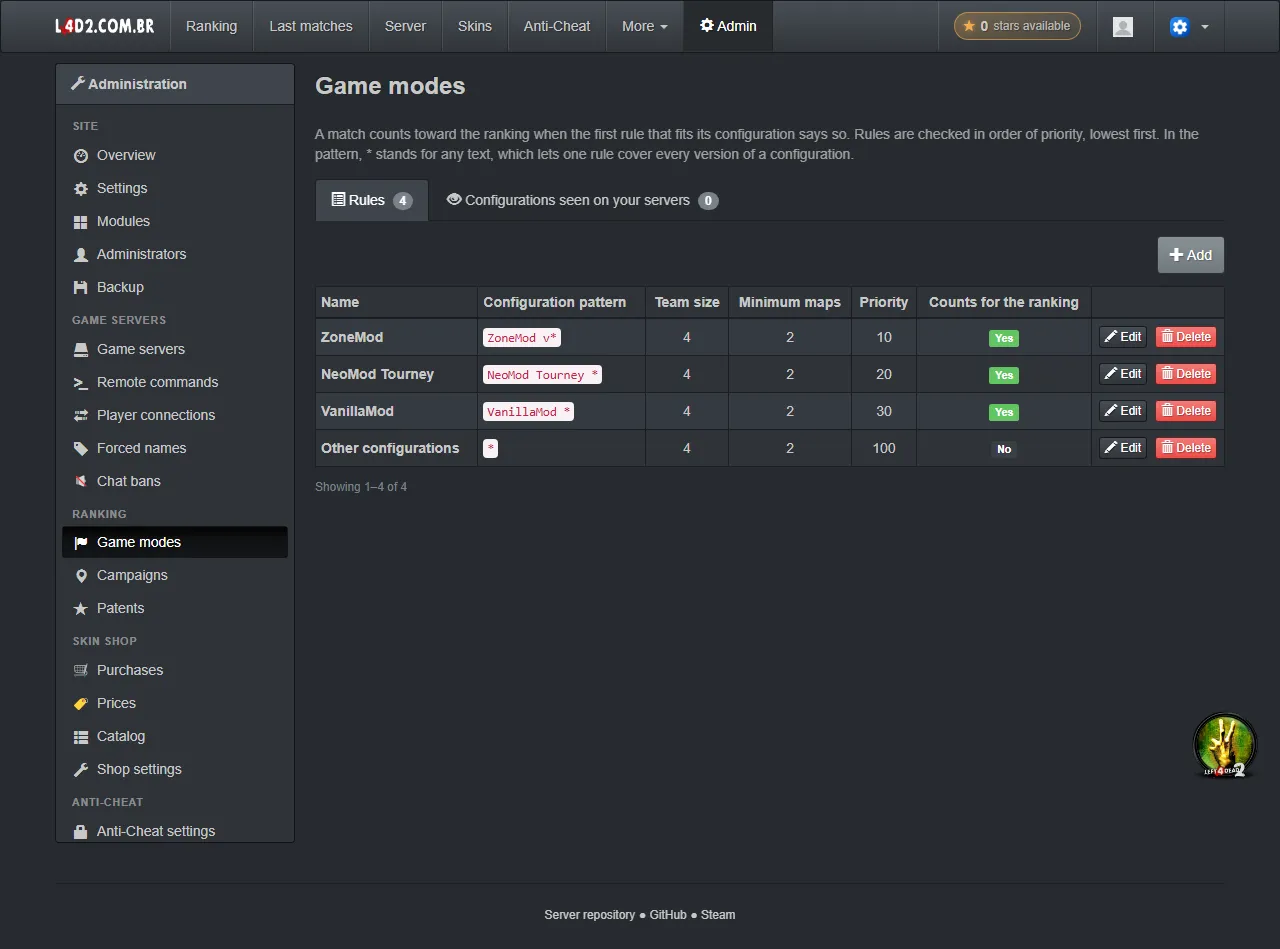 L4D2.COM.BR
Ranking
Last matches
Server
Skins
Anti-Cheat
More
Admin
0 stars available
Administration
SITE
Overview
Settings
Modules
Administrators
Backup
GAME SERVERS
Game servers
Remote commands
Player connections
Forced names
Chat bans
RANKING
Game modes
Campaigns
Patents
SKIN SHOP
Purchases
Prices
Catalog
Shop settings
ANTI-CHEAT
Anti-Cheat settings
Game modes
A match counts toward the ranking when the first rule that fits its configuration says so. Rules are checked in order of priority, lowest first. In the
pattern, * stands for any text, which lets one rule cover every version of a configuration.
Rules 4
Configurations seen on your servers 0
Add
Name Configuration pattern Team size Minimum maps Priority Counts for the ranking
ZoneMod ZoneMod v* 4 2 10 Yes Edit Delete
NeoMod Tourney NeoMod Tourney * 4 2 20 Yes Edit Delete
VanillaMod VanillaMod * 4 2 30 Yes Edit Delete
Other configurations * 4 2 100 No Edit Delete
Showing 1–4 of 4
LEFT 4 DEAD 2
Server repository ● GitHub ● Steam